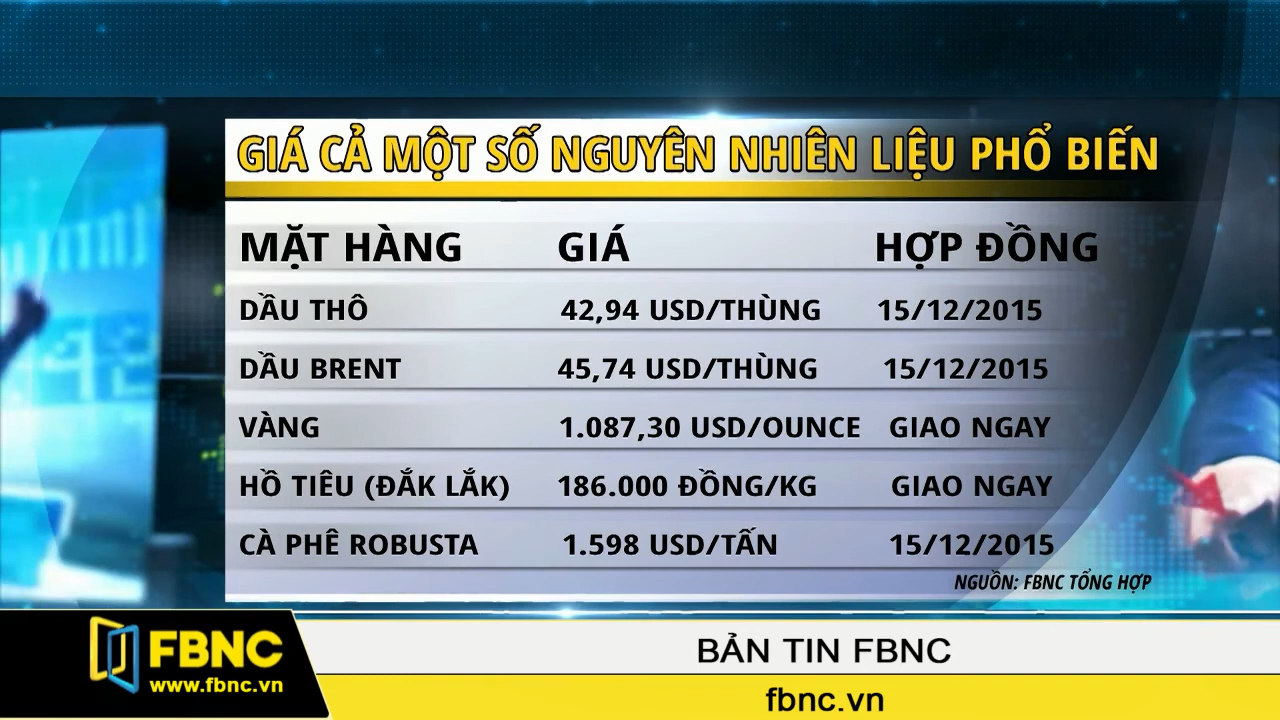 GIÁ CẢ MỘT SỐ NGUYÊN NHIÊN LIỆU PHỔ BIẾN
MẶT HÀNG GIÁ HỢP ĐỒNG
DẦU THÔ 42,94 USD/THÙNG 15/12/2015
DẦU BRENT 45,74 USD/THÙNG 15/12/2015
VÀNG 1.087,30 USD/OUNCE GIAO NGAY
HỒ TIÊU (ĐẮK LẮK) 186.000 ĐỒNG/KG GIAO NGAY
CÀ PHÊ ROBUSTA 1.598 USD/TẤN 15/12/2015
NGUỒN: FBNC TỔNG HỢP
FBNC
www.fbnc.vn
BẢN TIN FBNC
fbnc.vn